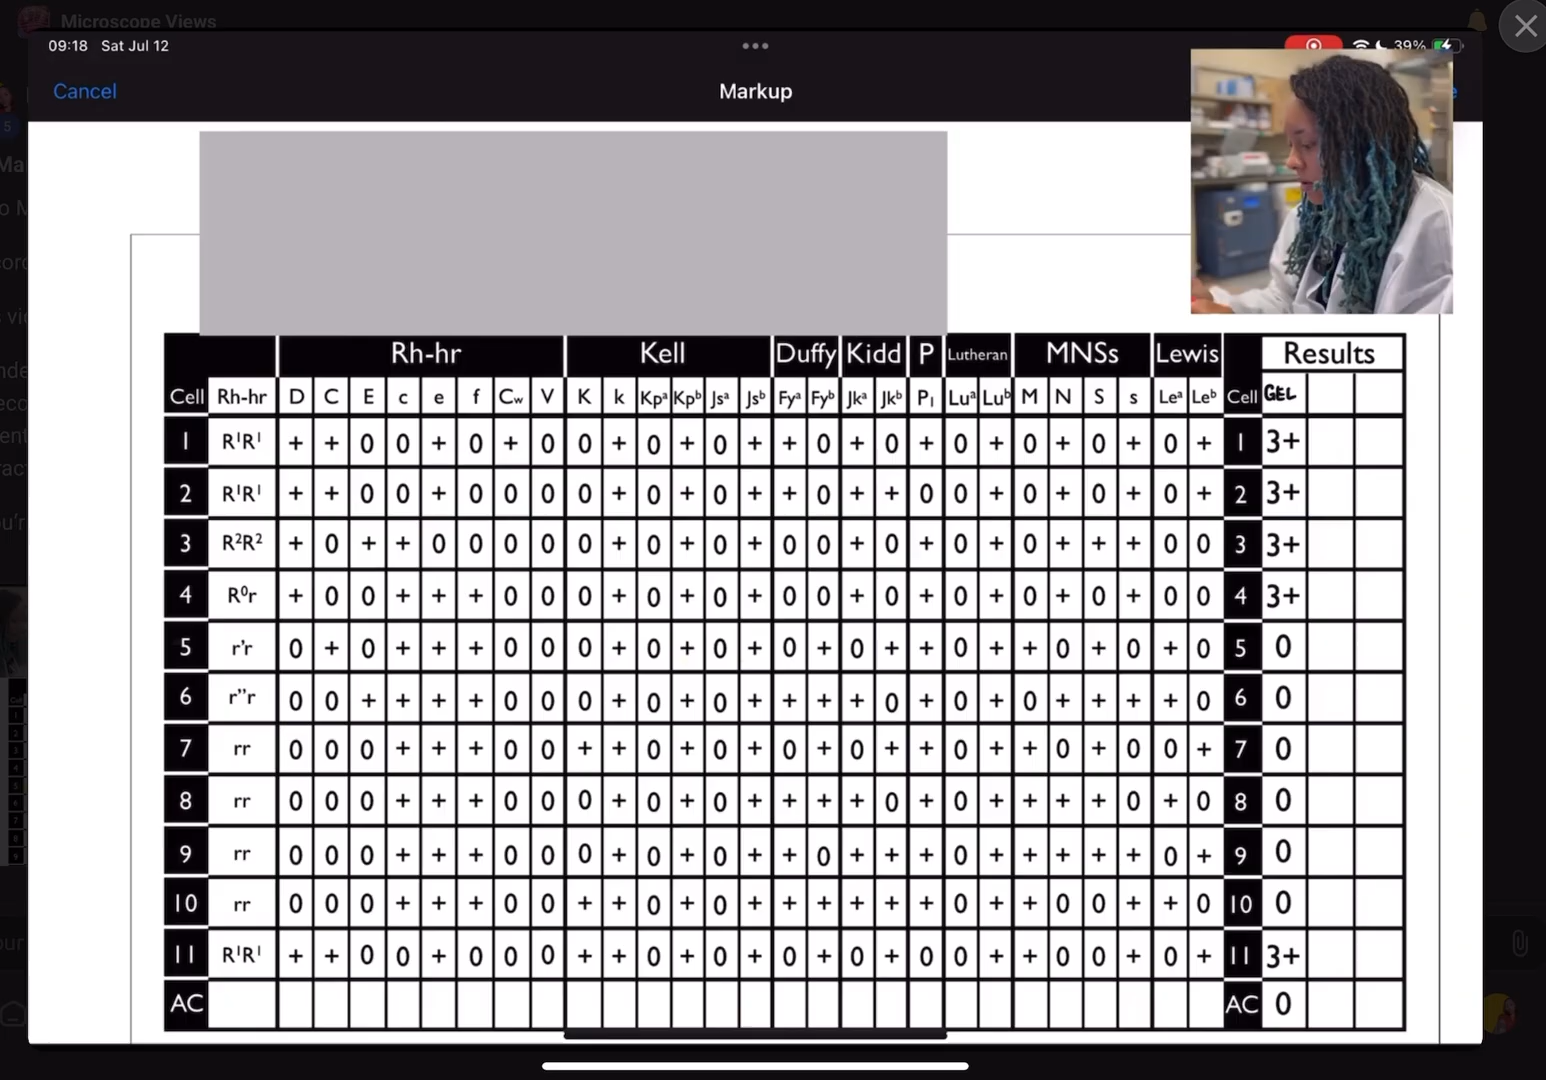 Microscope Views
09:18 Sat Jul 12
39%
Cancel
Markup
Rh-hr Kell Duffy Kidd P Lutheran MNSs Lewis Results
Cell Rh-hr D C E c e f Cw V K k Kpᵃ Kpᵇ Jsᵃ Jsᵇ Fyᵃ Fyᵇ Jkᵃ Jkᵇ P₁ Luᵃ Luᵇ M N S s Leᵃ Leᵇ Cell GEL
1 R¹R¹ + + 0 0 + 0 + 0 0 + 0 + 0 + + 0 + 0 + 0 + 0 + 0 + 0 + 1 3+
2 R¹R¹ + + 0 0 + 0 0 0 0 + 0 + 0 + + 0 + + 0 0 + 0 + 0 + 0 + 2 3+
3 R²R² + 0 + + 0 0 0 0 0 + 0 + 0 + 0 0 + 0 + 0 + 0 + + + 0 0 3 3+
4 R⁰r + 0 0 + + + 0 0 0 + 0 + 0 + 0 0 + 0 + 0 + 0 + 0 + 0 0 4 3+
5 r’r 0 + 0 + + + 0 0 0 + 0 + 0 + 0 + 0 + + 0 + + 0 + 0 + 0 5 0
6 r”r 0 0 + + + + 0 0 0 + 0 + 0 + + + + 0 + 0 + 0 + + + + 0 6 0
7 rr 0 0 0 + + + 0 0 + + 0 + 0 + 0 + 0 + + 0 + + 0 + 0 0 + 7 0
8 rr 0 0 0 + + + 0 0 0 + 0 + 0 + + + + 0 + 0 + + + + 0 + 0 8 0
9 rr 0 0 0 + + + 0 0 0 + 0 + 0 + + 0 + + + 0 + + + + + 0 + 9 0
10 rr 0 0 0 + + + 0 0 + + 0 + 0 + + + + + + 0 + + 0 0 + + 0 10 0
11 R¹R¹ + + 0 0 + 0 0 0 + + 0 + 0 + 0 + 0 + 0 0 + + 0 0 + 0 + 11 3+
AC AC 0